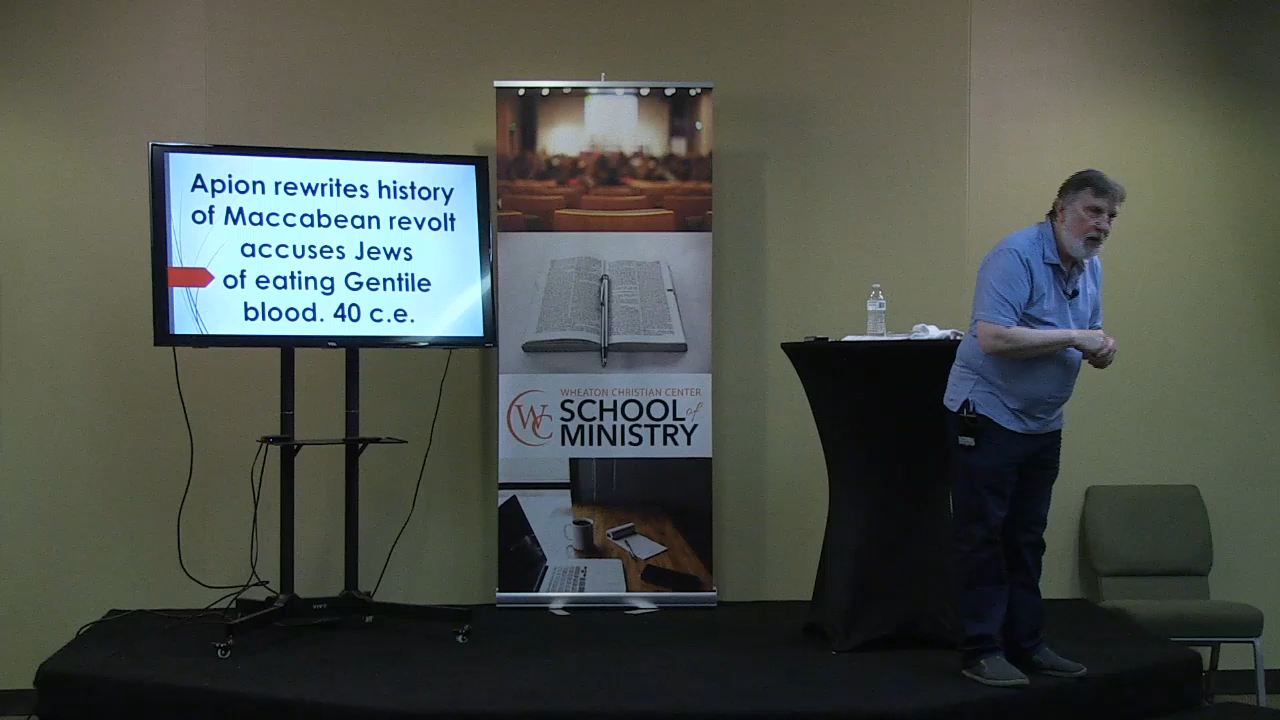 Apion rewrites history
of Maccabean revolt
accuses Jews
of eating Gentile
blood. 40 c.e.
WC
WHEATON CHRISTIAN CENTER
SCHOOL of
MINISTRY